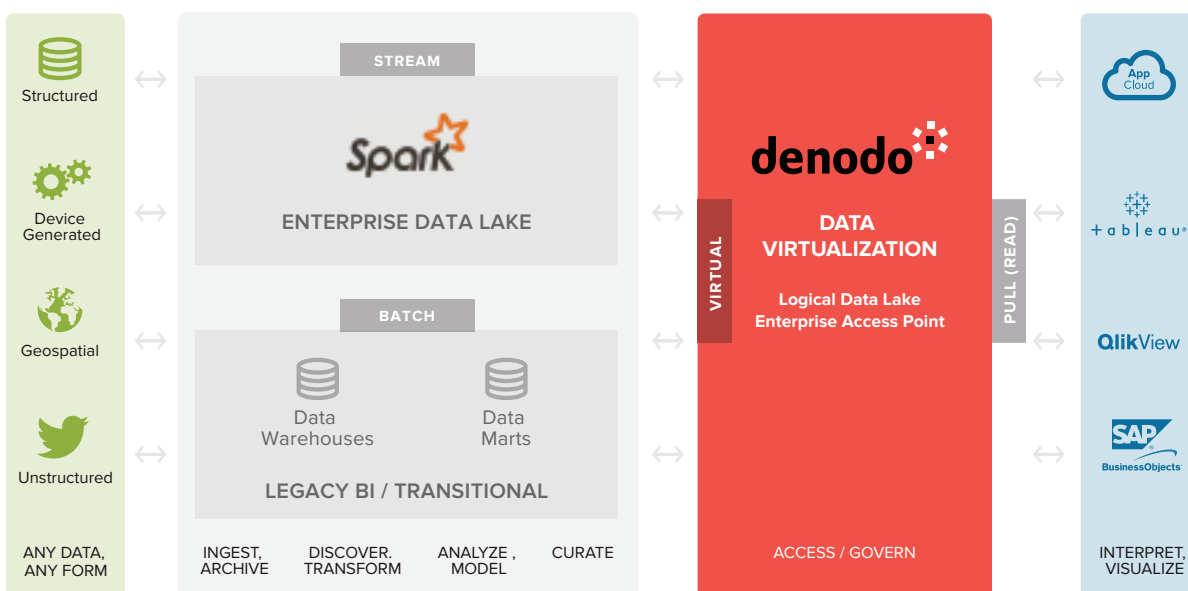 Structured
Device
Generated
Geospatial
Unstructured
ANY DATA,
ANY FORM
STREAM
Spark
ENTERPRISE DATA LAKE
BATCH
Data
Warehouses
Data
Marts
LEGACY BI / TRANSITIONAL
INGEST,
ARCHIVE
DISCOVER.
TRANSFORM
ANALYZE ,
MODEL
CURATE
VIRTUAL
denodo
DATA
VIRTUALIZATION
Logical Data Lake
Enterprise Access Point
ACCESS / GOVERN
PULL (READ)
App
Cloud
+ableau®
QlikView
SAP®
BusinessObjects
INTERPRET,
VISUALIZE